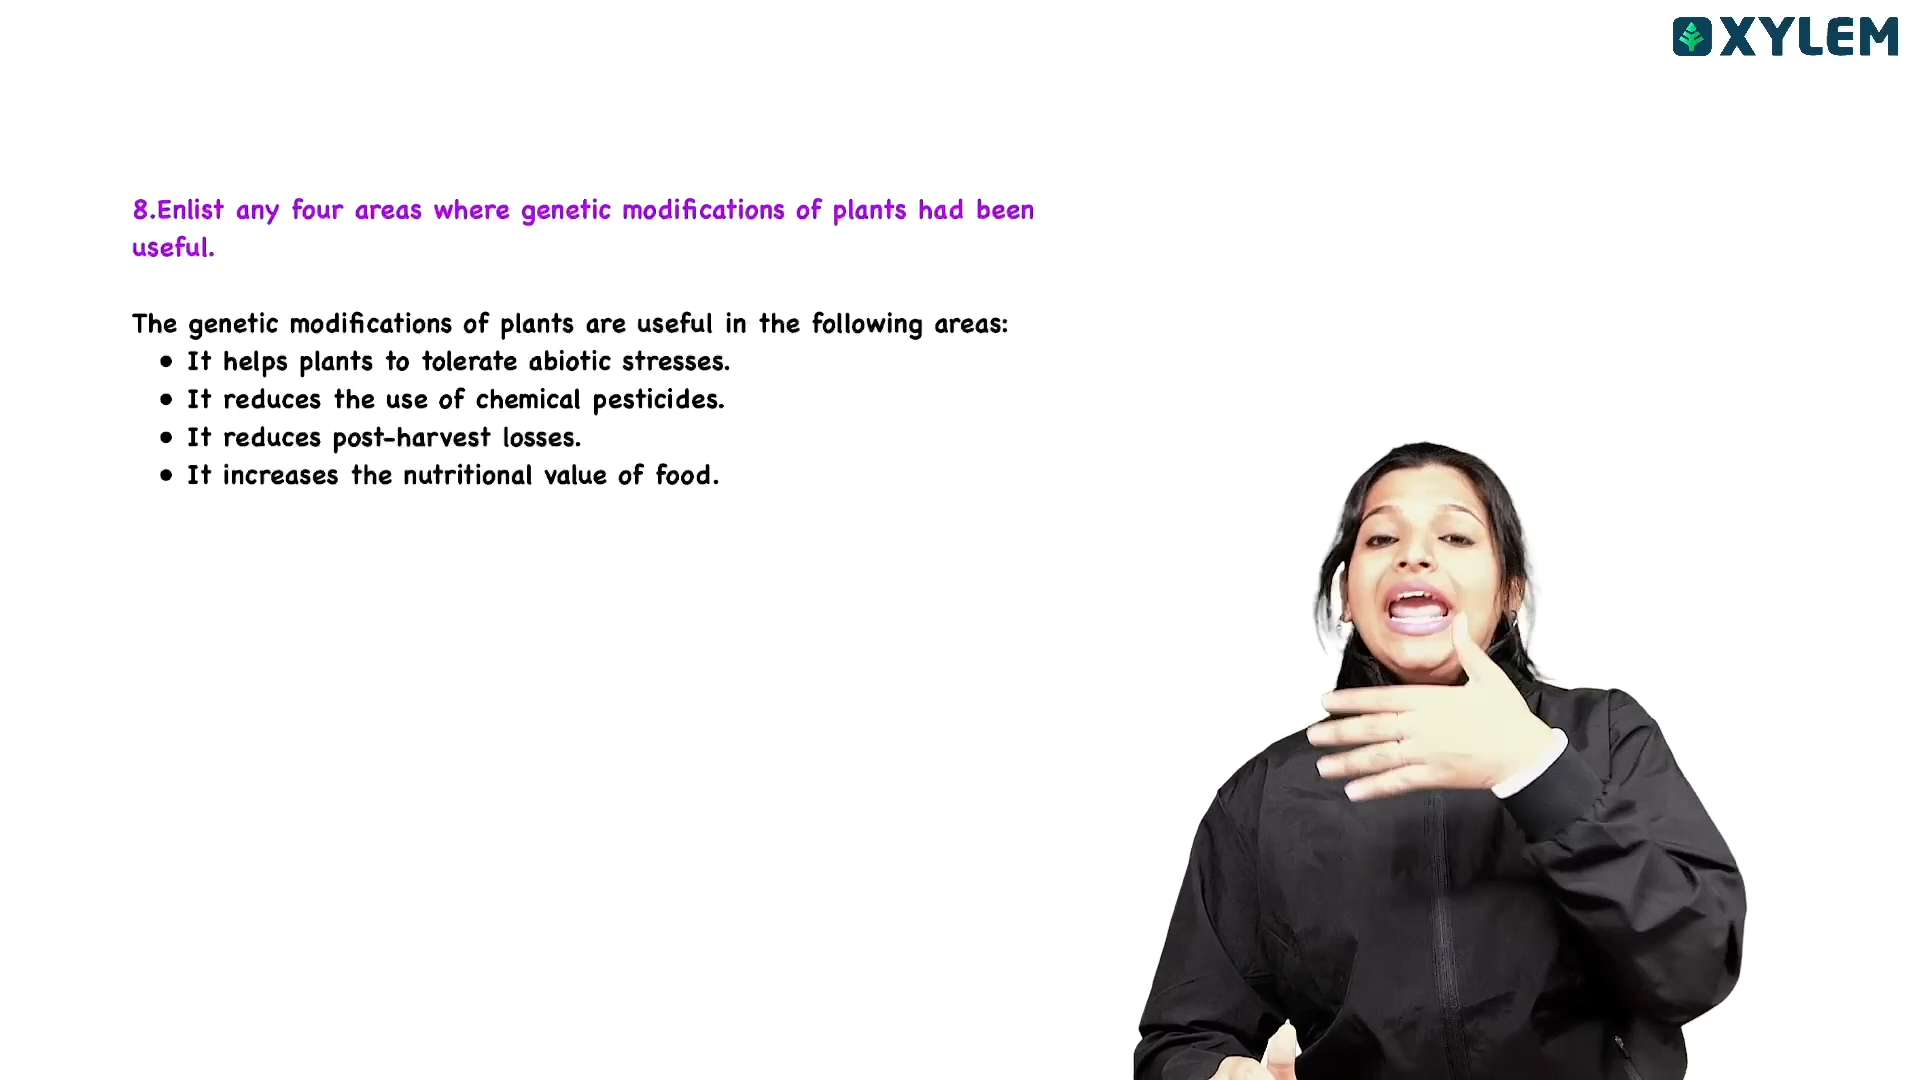 XYLEM
8.Enlist any four areas where genetic modifications of plants had been
useful.
The genetic modifications of plants are useful in the following areas:
• It helps plants to tolerate abiotic stresses.
• It reduces the use of chemical pesticides.
• It reduces post-harvest losses.
• It increases the nutritional value of food.